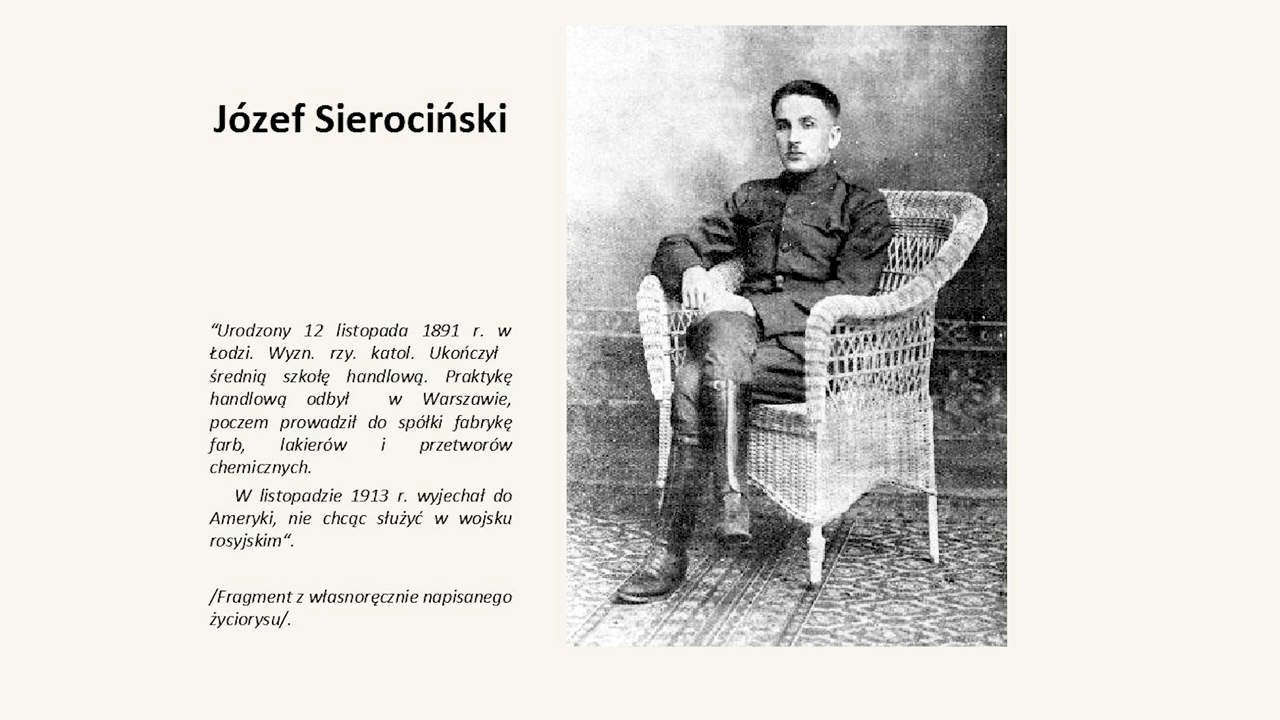 Józef Sierociński
“Urodzony 12 listopada 1891 r. w
Łodzi. Wyzn. rzy. katol. Ukończył
średnią szkołę handlową. Praktykę
handlową odbył w Warszawie,
poczem prowadził do spółki fabrykę
farb, lakierów i przetworów
chemicznych.
W listopadzie 1913 r. wyjechał do
Ameryki, nie chcąc służyć w wojsku
rosyjskim“.
/Fragment z własnoręcznie napisanego
życiorysu/.